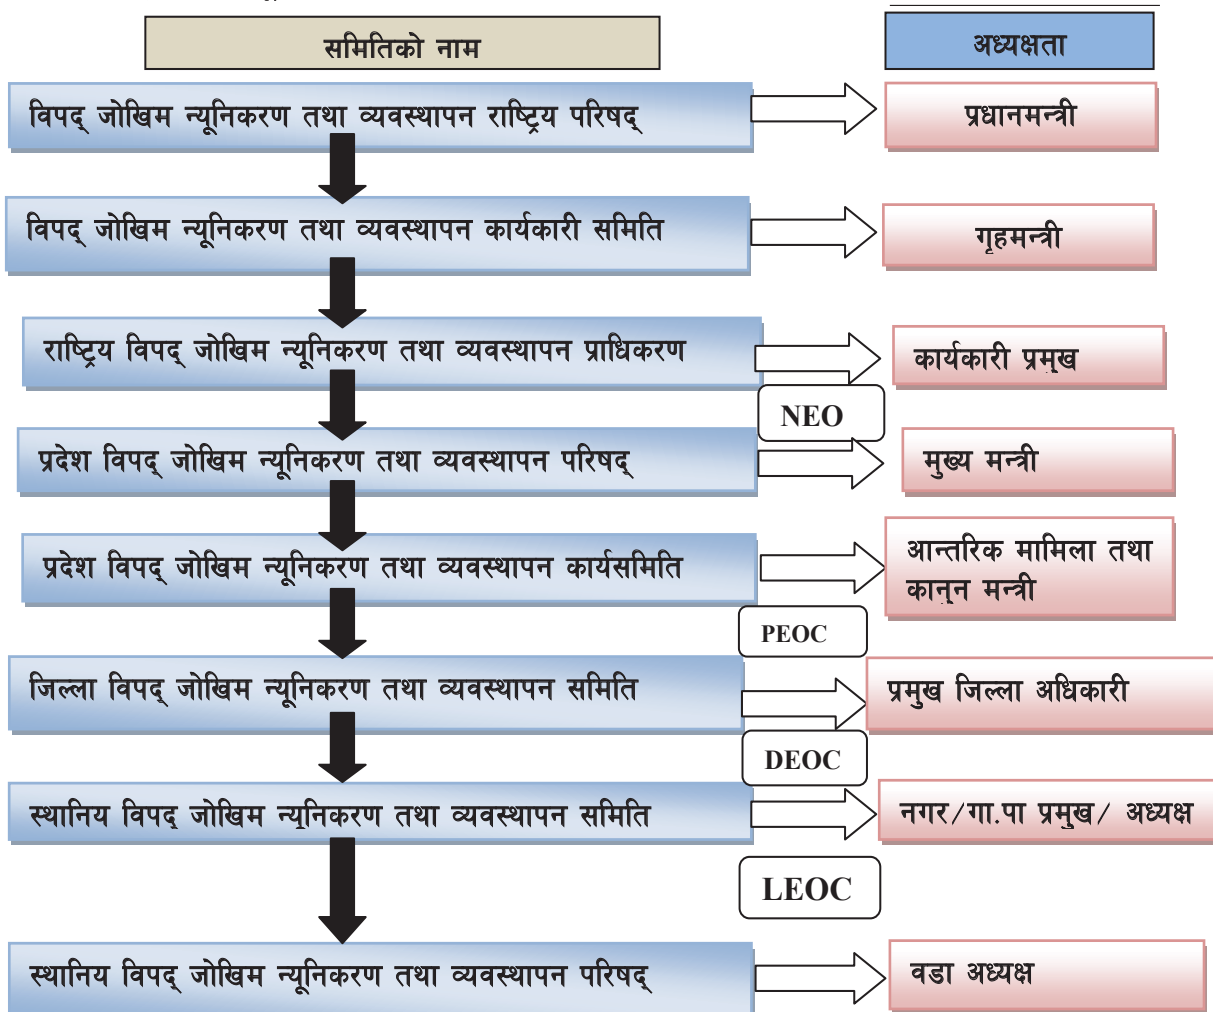 समितिको नाम
अध्यक्षता
विपद् जोखिम न्यूनिकरण तथा व्यवस्थापन राष्ट्रिय परिषद्
प्रधानमन्त्री
विपद् जोखिम न्यूनिकरण तथा व्यवस्थापन कार्यकारी समिति
गृहमन्त्री
राष्ट्रिय विपद् जोखिम न्यूनिकरण तथा व्यवस्थापन प्राधिकरण
कार्यकारी प्रमुख
NEO
प्रदेश विपद् जोखिम न्यूनिकरण तथा व्यवस्थापन परिषद्
मुख्य मन्त्री
प्रदेश विपद् जोखिम न्यूनिकरण तथा व्यवस्थापन कार्यसमिति
आन्तरिक मामिला तथा
कानुन मन्त्री
PEOC
जिल्ला विपद् जोखिम न्यूनिकरण तथा व्यवस्थापन समिति
प्रमुख जिल्ला अधिकारी
DEOC
स्थानिय विपद् जोखिम न्यूनिकरण तथा व्यवस्थापन समिति
नगर/गा.पा प्रमुख/ अध्यक्ष
LEOC
स्थानिय विपद् जोखिम न्यूनिकरण तथा व्यवस्थापन परिषद्
वडा अध्यक्ष